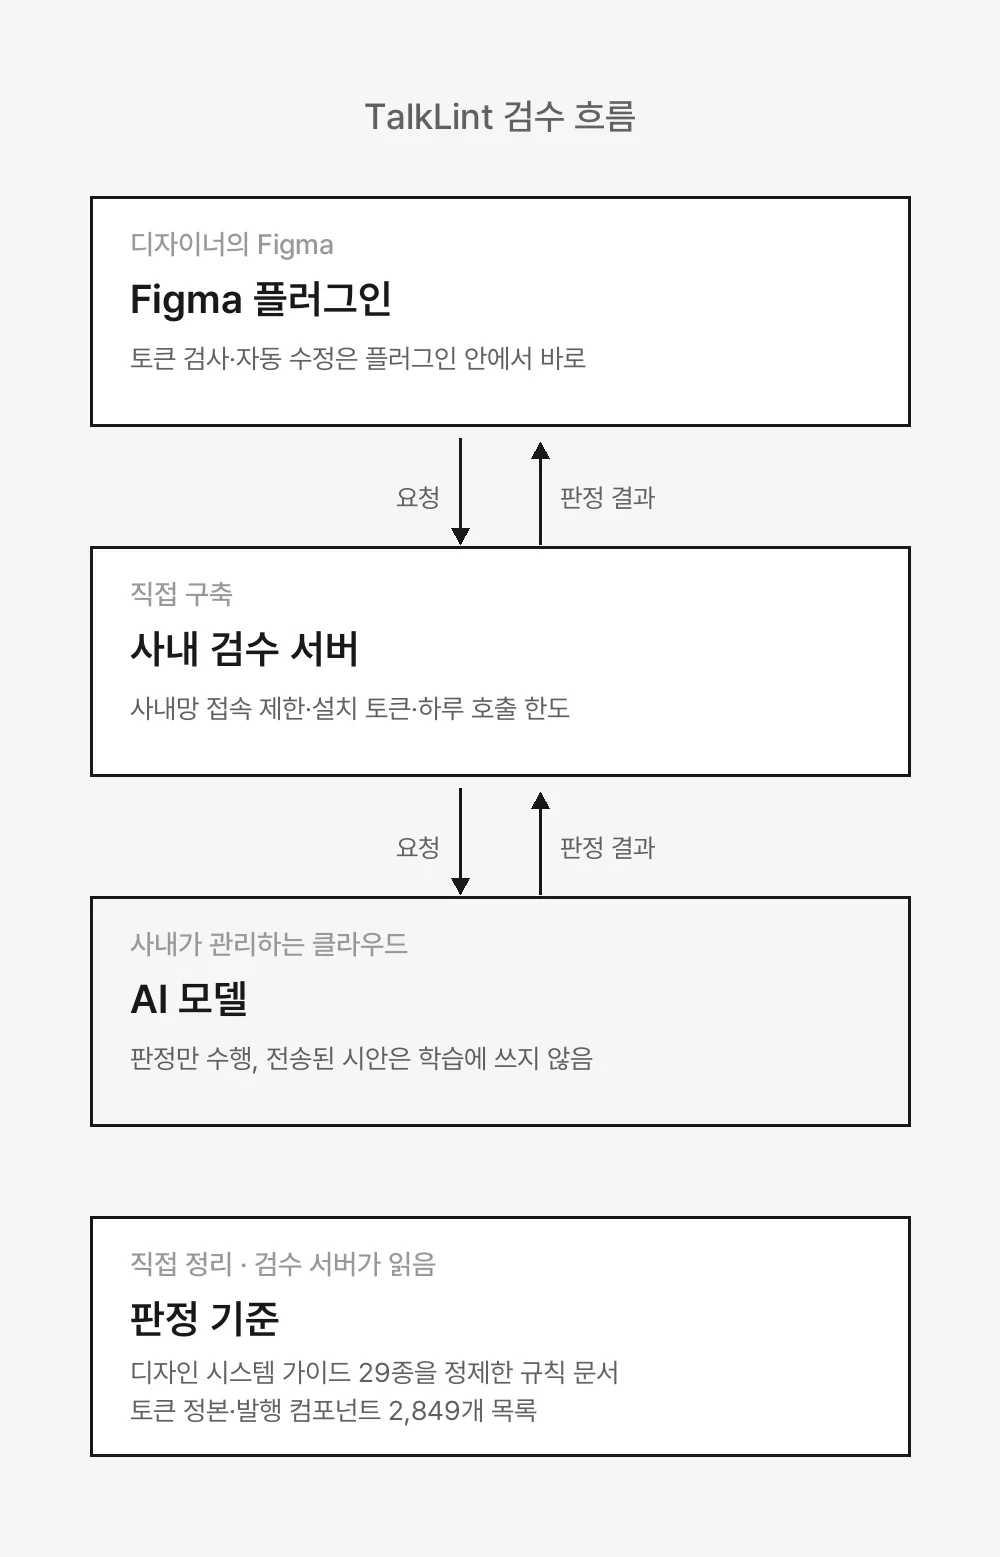 TalkLint 검수 흐름
디자이너의 Figma
Figma 플러그인
토큰 검사·자동 수정은 플러그인 안에서 바로
요청
판정 결과
직접 구축
사내 검수 서버
사내망 접속 제한·설치 토큰·하루 호출 한도
요청
판정 결과
사내가 관리하는 클라우드
AI 모델
판정만 수행, 전송된 시안은 학습에 쓰지 않음
직접 정리 · 검수 서버가 읽음
판정 기준
디자인 시스템 가이드 29종을 정제한 규칙 문서
토큰 정본·발행 컴포넌트 2,849개 목록